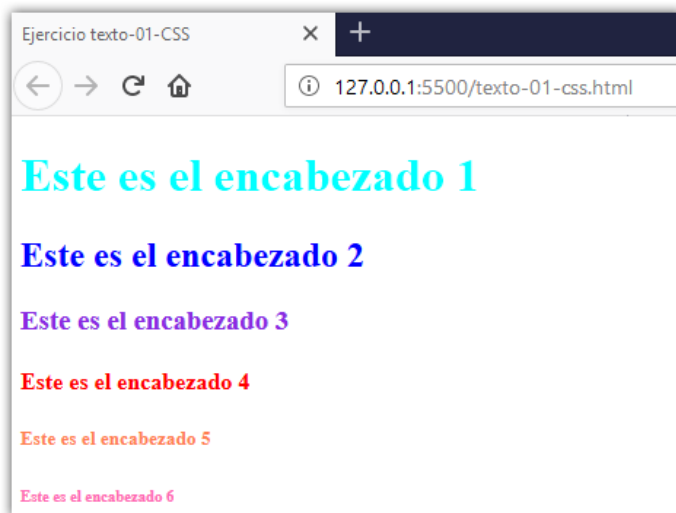 Ejercicio texto-01-CSS
127.0.0.1:5500/texto-01-css.html
Este es el encabezado 1
Este es el encabezado 2
Este es el encabezado 3
Este es el encabezado 4
Este es el encabezado 5
Este es el encabezado 6